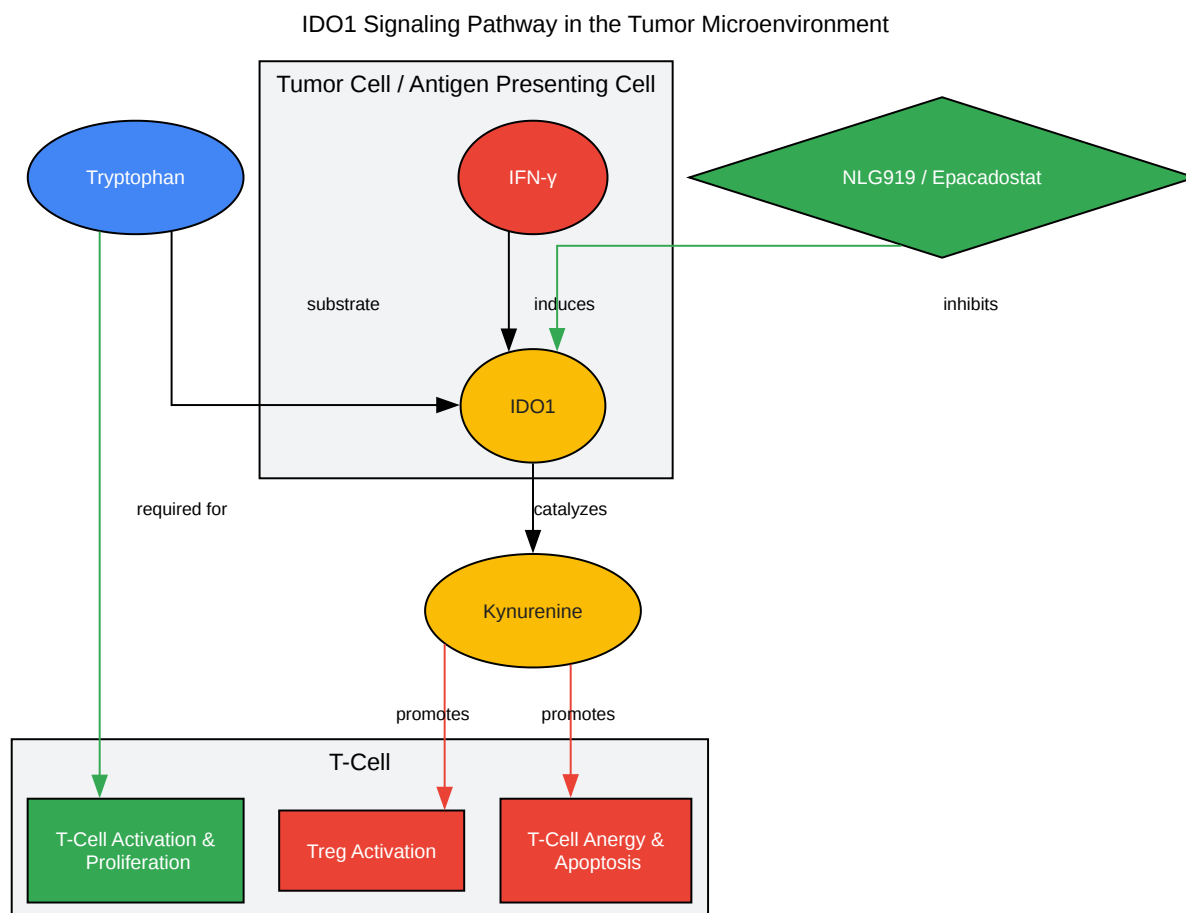 IDO1 Signaling Pathway in the Tumor Microenvironment
Tumor Cell / Antigen Presenting Cell
Tryptophan
IFN-γ
NLG919 / Epacadostat
substrate
induces
inhibits
IDO1
required for
catalyzes
Kynurenine
promotes
promotes
T-Cell
T-Cell Activation &
Proliferation
Treg Activation
T-Cell Anergy &
Apoptosis